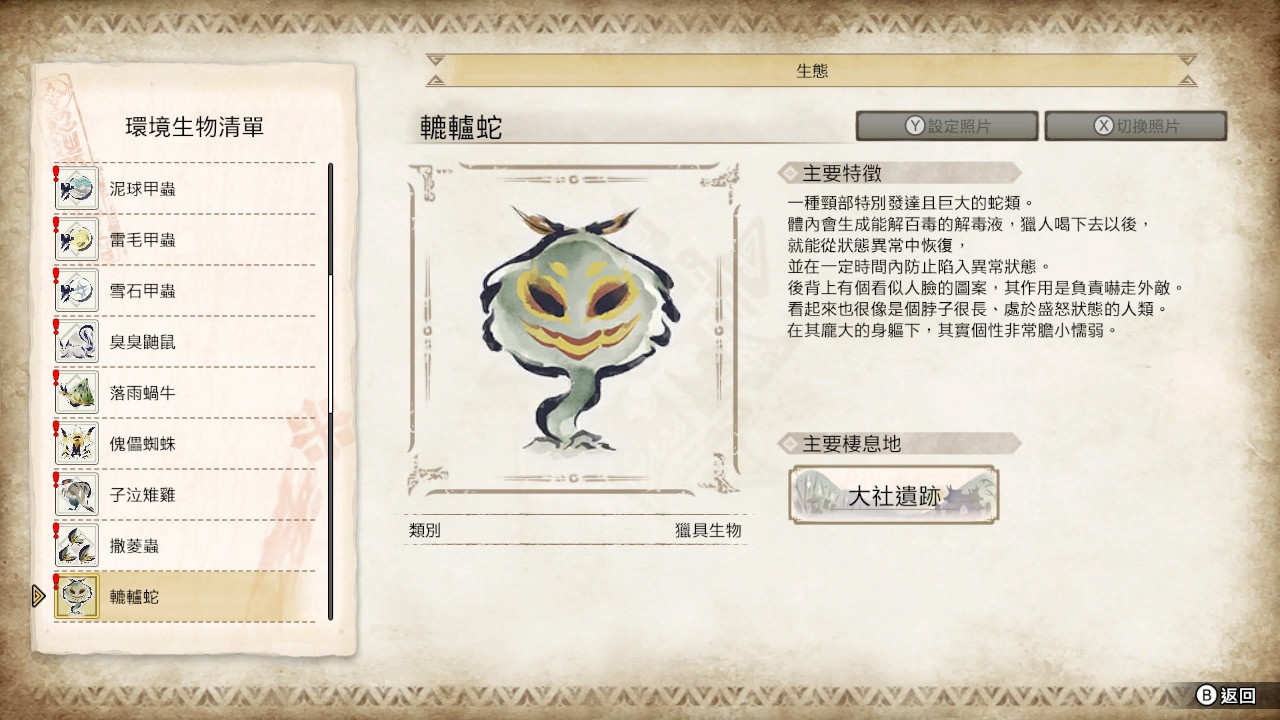 生態
環境生物清單
泥球甲蟲
雷毛甲蟲
雪石甲蟲
臭臭鼬鼠
落雨蝸牛
傀儡蜘蛛
子泣雉雞
撒菱蟲
轆轤蛇
轆轤蛇
Y設定照片
X切換照片
類別 獵具生物
主要特徵
一種頸部特別發達且巨大的蛇類。
體內會生成能解百毒的解毒液，獵人喝下去以後，
就能從狀態異常中恢復，
並在一定時間內防止陷入異常狀態。
後背上有個看似人臉的圖案，其作用是負責嚇走外敵。
看起來也很像是個脖子很長、處於盛怒狀態的人類。
在其龐大的身軀下，其實個性非常膽小懦弱。
主要棲息地
大社遺跡
B返回